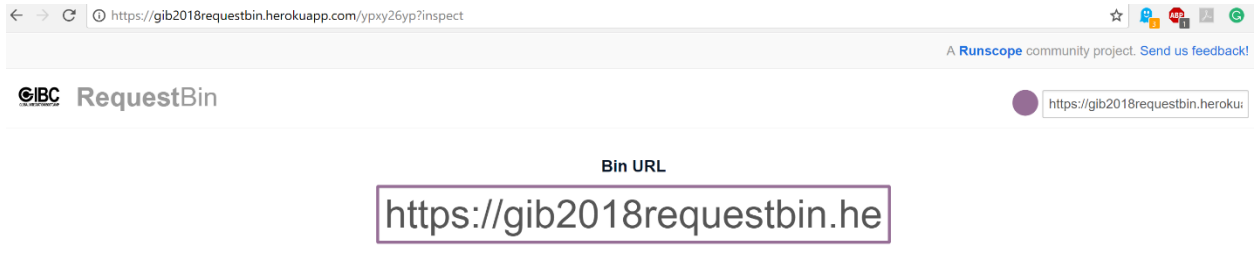 https://gib2018requestbin.herokuapp.com/ypxy26yp?inspect
A Runscope community project. Send us feedback!
GIBC RequestBin
https://gib2018requestbin.heroku
Bin URL
https://gib2018requestbin.he